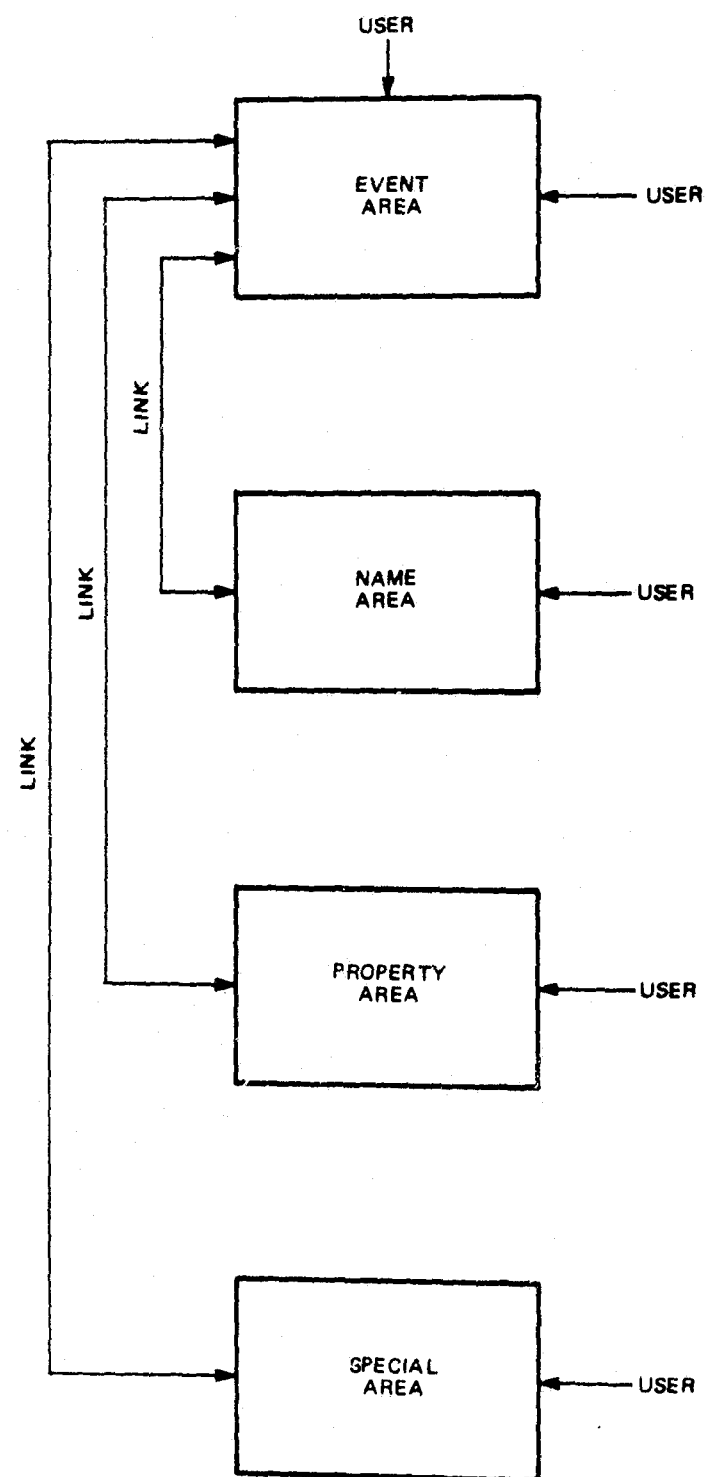 USER
EVENT
AREA
USER
LINK
NAME
AREA
USER
LINK
LINK
PROPERTY
AREA
USER
SPECIAL
AREA
USER